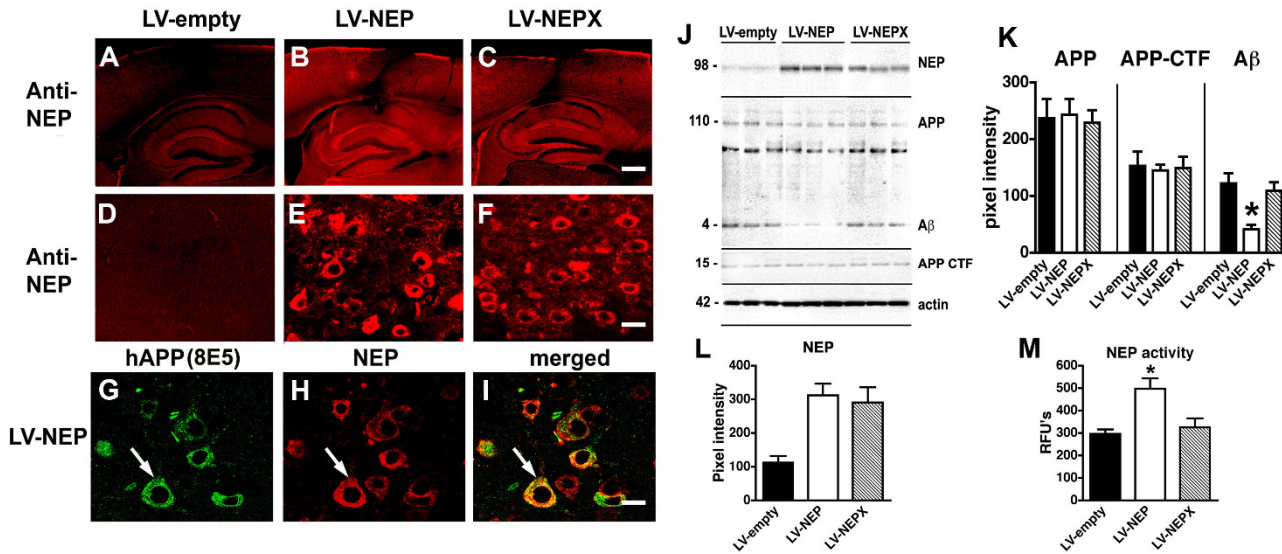 LV-empty LV-NEP LV-NEPX
Anti-NEP
A B C
Anti-NEP
D E F
hAPP (8E5) NEP merged
LV-NEP
G H I
J
LV-empty LV-NEP LV-NEPX
98 - NEP
110 - APP
4 - Aβ
15 - APP CTF
42 - actin
K
APP APP-CTF Aβ
pixel intensity
300
200
100
0
*
LV-empty LV-NEP LV-NEPX LV-empty LV-NEP LV-NEPX LV-empty LV-NEP LV-NEPX
L
NEP
Pixel intensity
400
300
200
100
0
LV-empty LV-NEP LV-NEPX
M
NEP activity
RFU's
600
500
400
300
200
100
0
*
LV-empty LV-NEP LV-NEPX